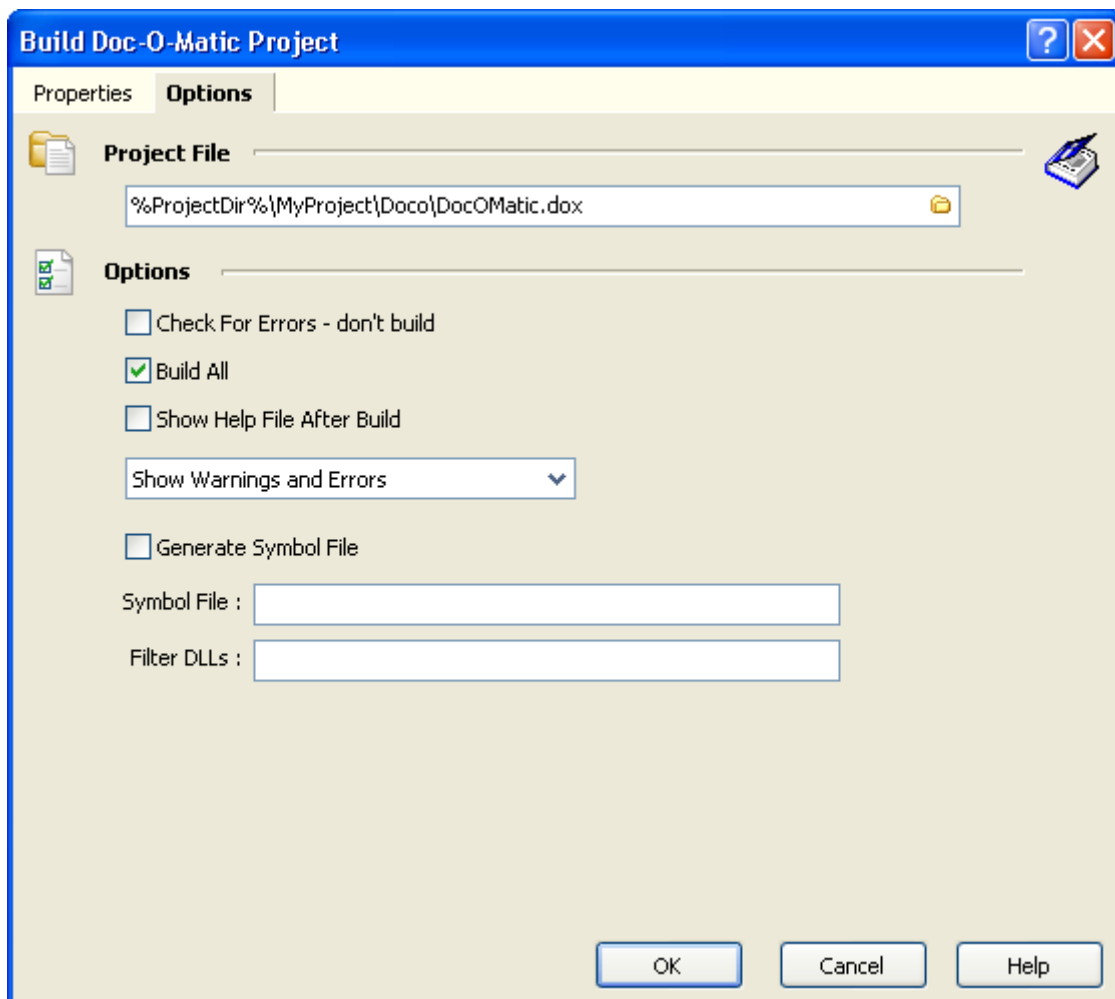 Build Doc-O-Matic Project
Properties Options
Project File
%ProjectDir%\MyProject\Doco\DocOMatic.dox
Options
Check For Errors - don't build
Build All
Show Help File After Build
Show Warnings and Errors
Generate Symbol File
Symbol File :
Filter DLLs :
OK Cancel Help